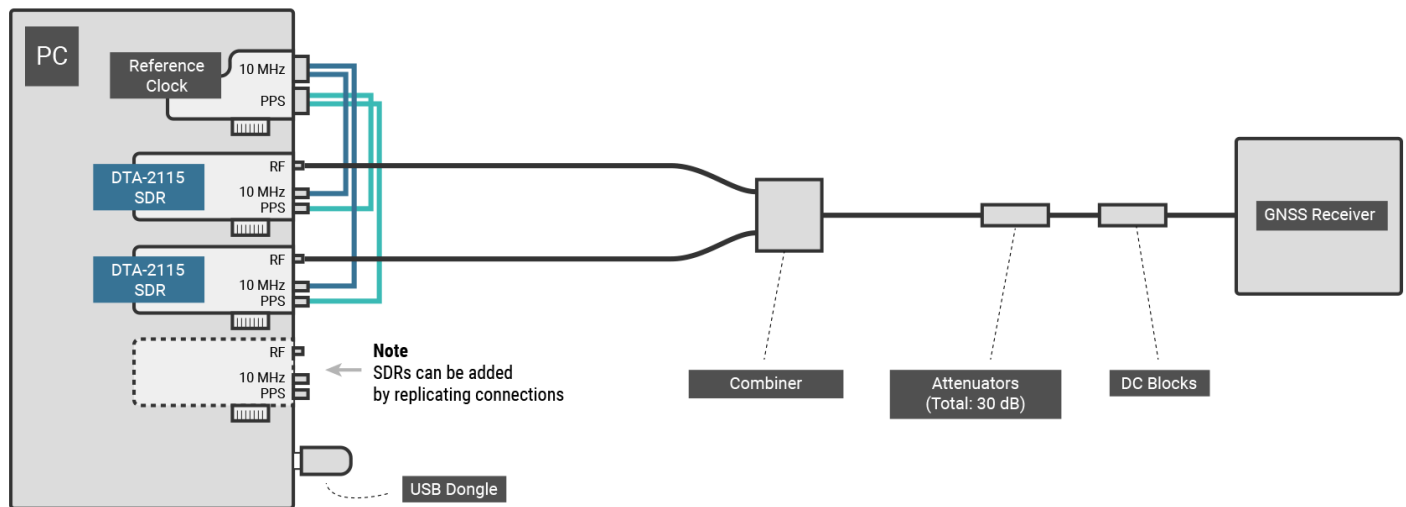 PC
Reference
Clock
10 MHz
PPS
DTA-2115
SDR
RF
10 MHz
PPS
DTA-2115
SDR
RF
10 MHz
PPS
RF
10 MHz
PPS
Note
SDRs can be added
by replicating connections
USB Dongle
Combiner
Attenuators
(Total: 30 dB)
DC Blocks
GNSS Receiver